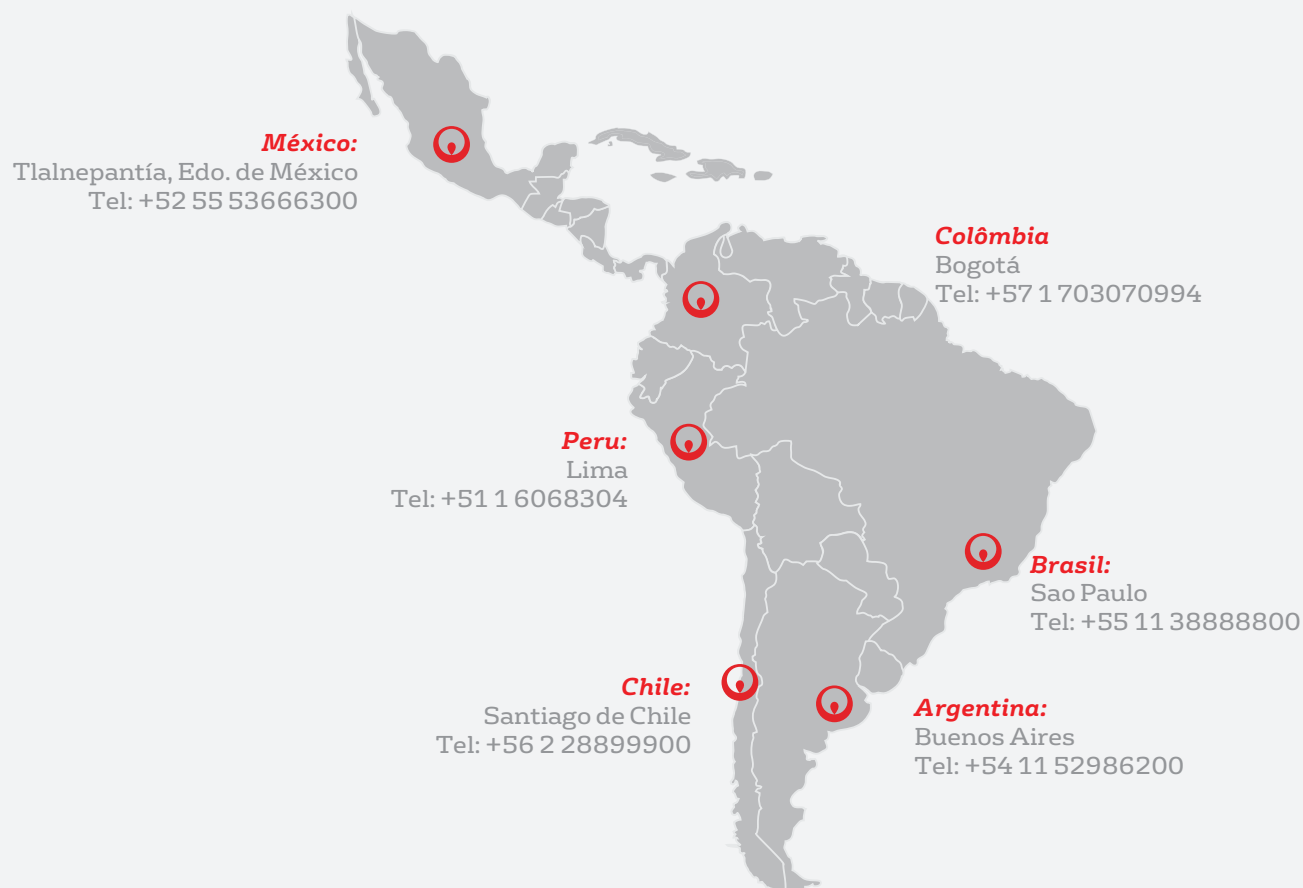 México:
Tlalnepantía, Edo. de México
Tel: +52 55 53666300
Colômbia
Bogotá
Tel: +57 1 703070994
Peru:
Lima
Tel: +51 1 6068304
Brasil:
Sao Paulo
Tel: +55 11 38888800
Chile:
Santiago de Chile
Tel: +56 2 28899900
Argentina:
Buenos Aires
Tel: +54 11 52986200